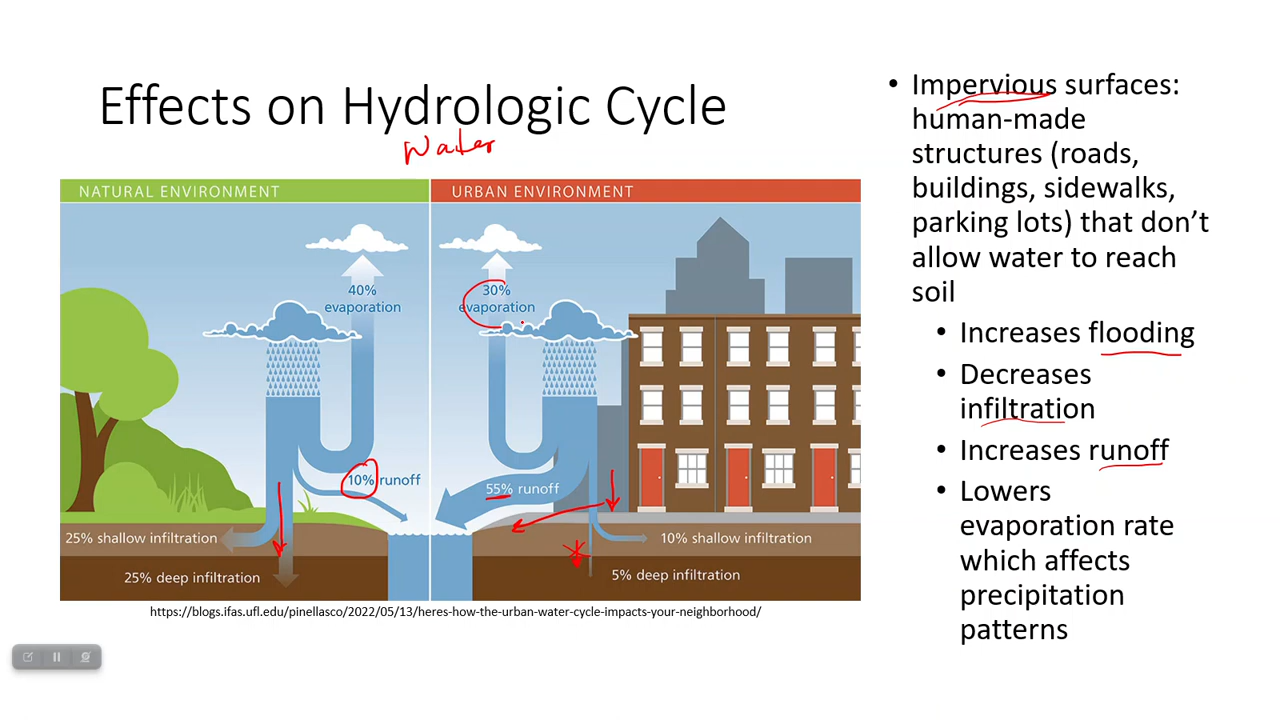 Effects on Hydrologic Cycle
Water
NATURAL ENVIRONMENT
URBAN ENVIRONMENT
40%
evaporation
30%
evaporation
10% runoff
55% runoff
25% shallow infiltration
10% shallow infiltration
25% deep infiltration
5% deep infiltration
https://blogs.ifas.ufl.edu/pinellasco/2022/05/13/heres-how-the-urban-water-cycle-impacts-your-neighborhood/
• Impervious surfaces:
human-made
structures (roads,
buildings, sidewalks,
parking lots) that don’t
allow water to reach
soil
• Increases flooding
• Decreases
infiltration
• Increases runoff
• Lowers
evaporation rate
which affects
precipitation
patterns